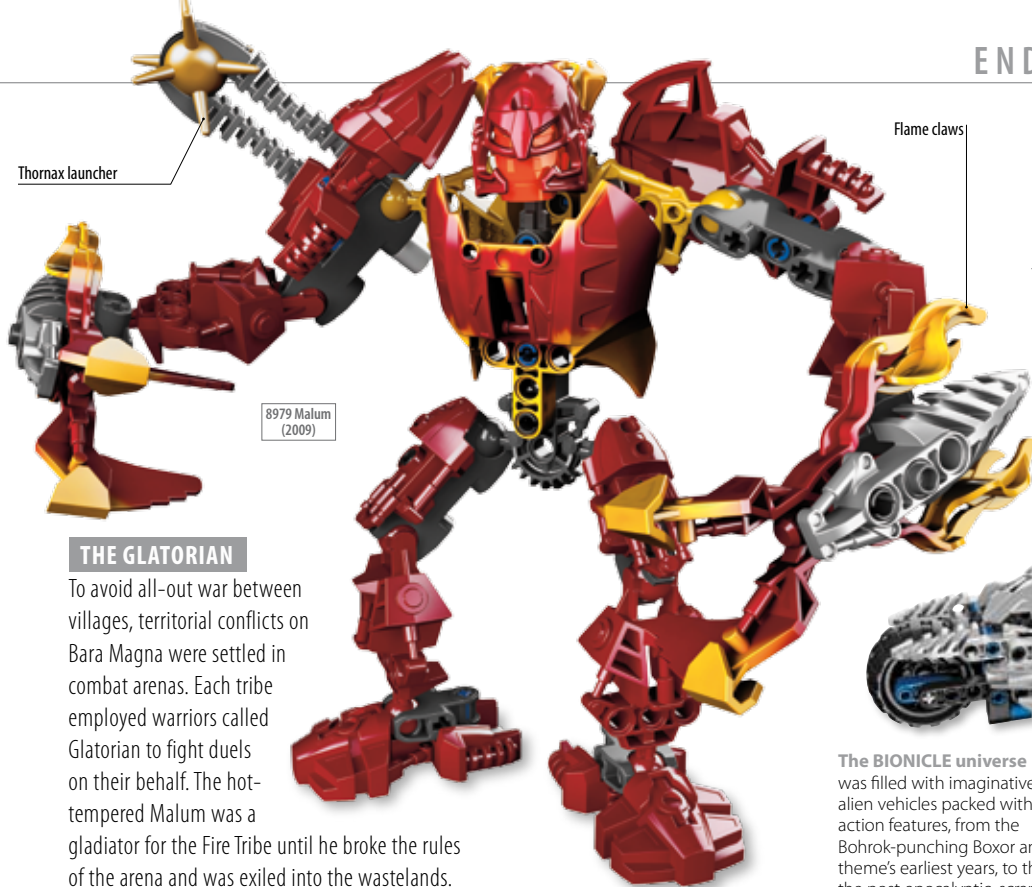 END
Thornax launcher
Flame claws
8979 Malum
(2009)
THE GLATORIAN
To avoid all-out war between
villages, territorial conflicts on
Bara Magna were settled in
combat arenas. Each tribe
employed warriors called
Glatorian to fight duels
on their behalf. The hot-
tempered Malum was a
gladiator for the Fire Tribe until he broke the rules
of the arena and was exiled into the wastelands.
The BIONICLE universe
was filled with imaginative
alien vehicles packed with
action features, from the
Bohrok-punching Boxor an
theme's earliest years, to th